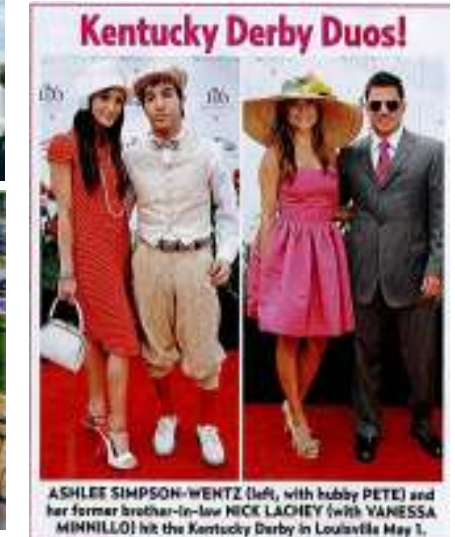 Kentucky Derby Duos!
ASHLEE SIMPSON-WENTZ (left, with hubby PETE) and
her former brother-in-law NICK LACHEY (with VANESSA
MINNILLO) hit the Kentucky Derby in Louisville May 1.